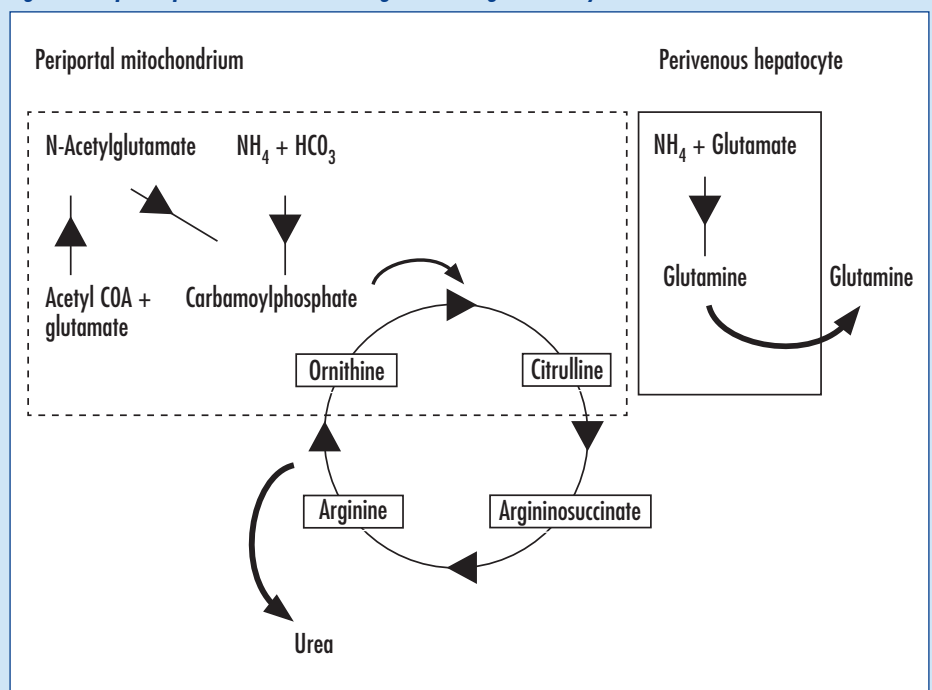 Periportal mitochondrium
Perivenous hepatocyte
N-Acetylglutamate
NH4 + HCO3
NH4 + Glutamate
Acetyl COA +
glutamate
Carbamoylphosphate
Glutamine
Glutamine
Ornithine
Citrulline
Arginine
Argininosuccinate
Urea